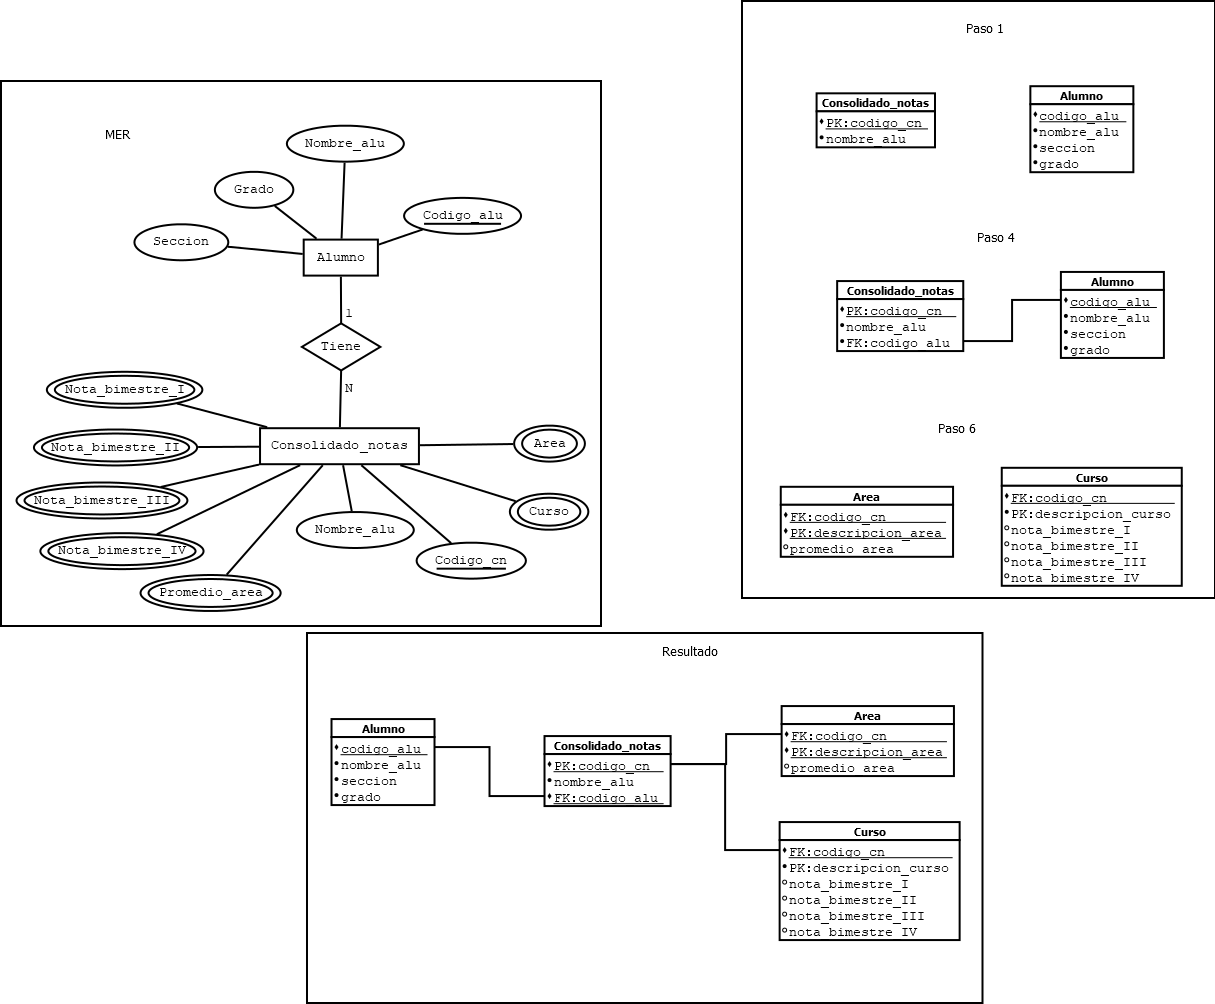 MER
Nombre_alu
Grado
Codigo_alu
Seccion
Alumno
1
Tiene
N
Nota_bimestre_I
Nota_bimestre_II
Consolidado_notas
Area
Nota_bimestre_III
Curso
Nombre_alu
Nota_bimestre_IV
Codigo_cn
Promedio_area
Paso 1
Consolidado_notas
PK:codigo_cn
nombre_alu
Alumno
codigo_alu
nombre_alu
seccion
grado
Paso 4
Consolidado_notas
PK:codigo_cn
nombre_alu
FK:codigo_alu
Alumno
codigo_alu
nombre_alu
seccion
grado
Paso 6
Area
FK:codigo_cn
PK:descripcion_area
promedio_area
Curso
FK:codigo_cn
PK:descripcion_curso
nota_bimestre_I
nota_bimestre_II
nota_bimestre_III
nota_bimestre_IV
Resultado
Alumno
codigo_alu
nombre_alu
seccion
grado
Consolidado_notas
PK:codigo_cn
nombre_alu
FK:codigo_alu
Area
FK:codigo_cn
PK:descripcion_area
promedio_area
Curso
FK:codigo_cn
PK:descripcion_curso
nota_bimestre_I
nota_bimestre_II
nota_bimestre_III
nota_bimestre_IV